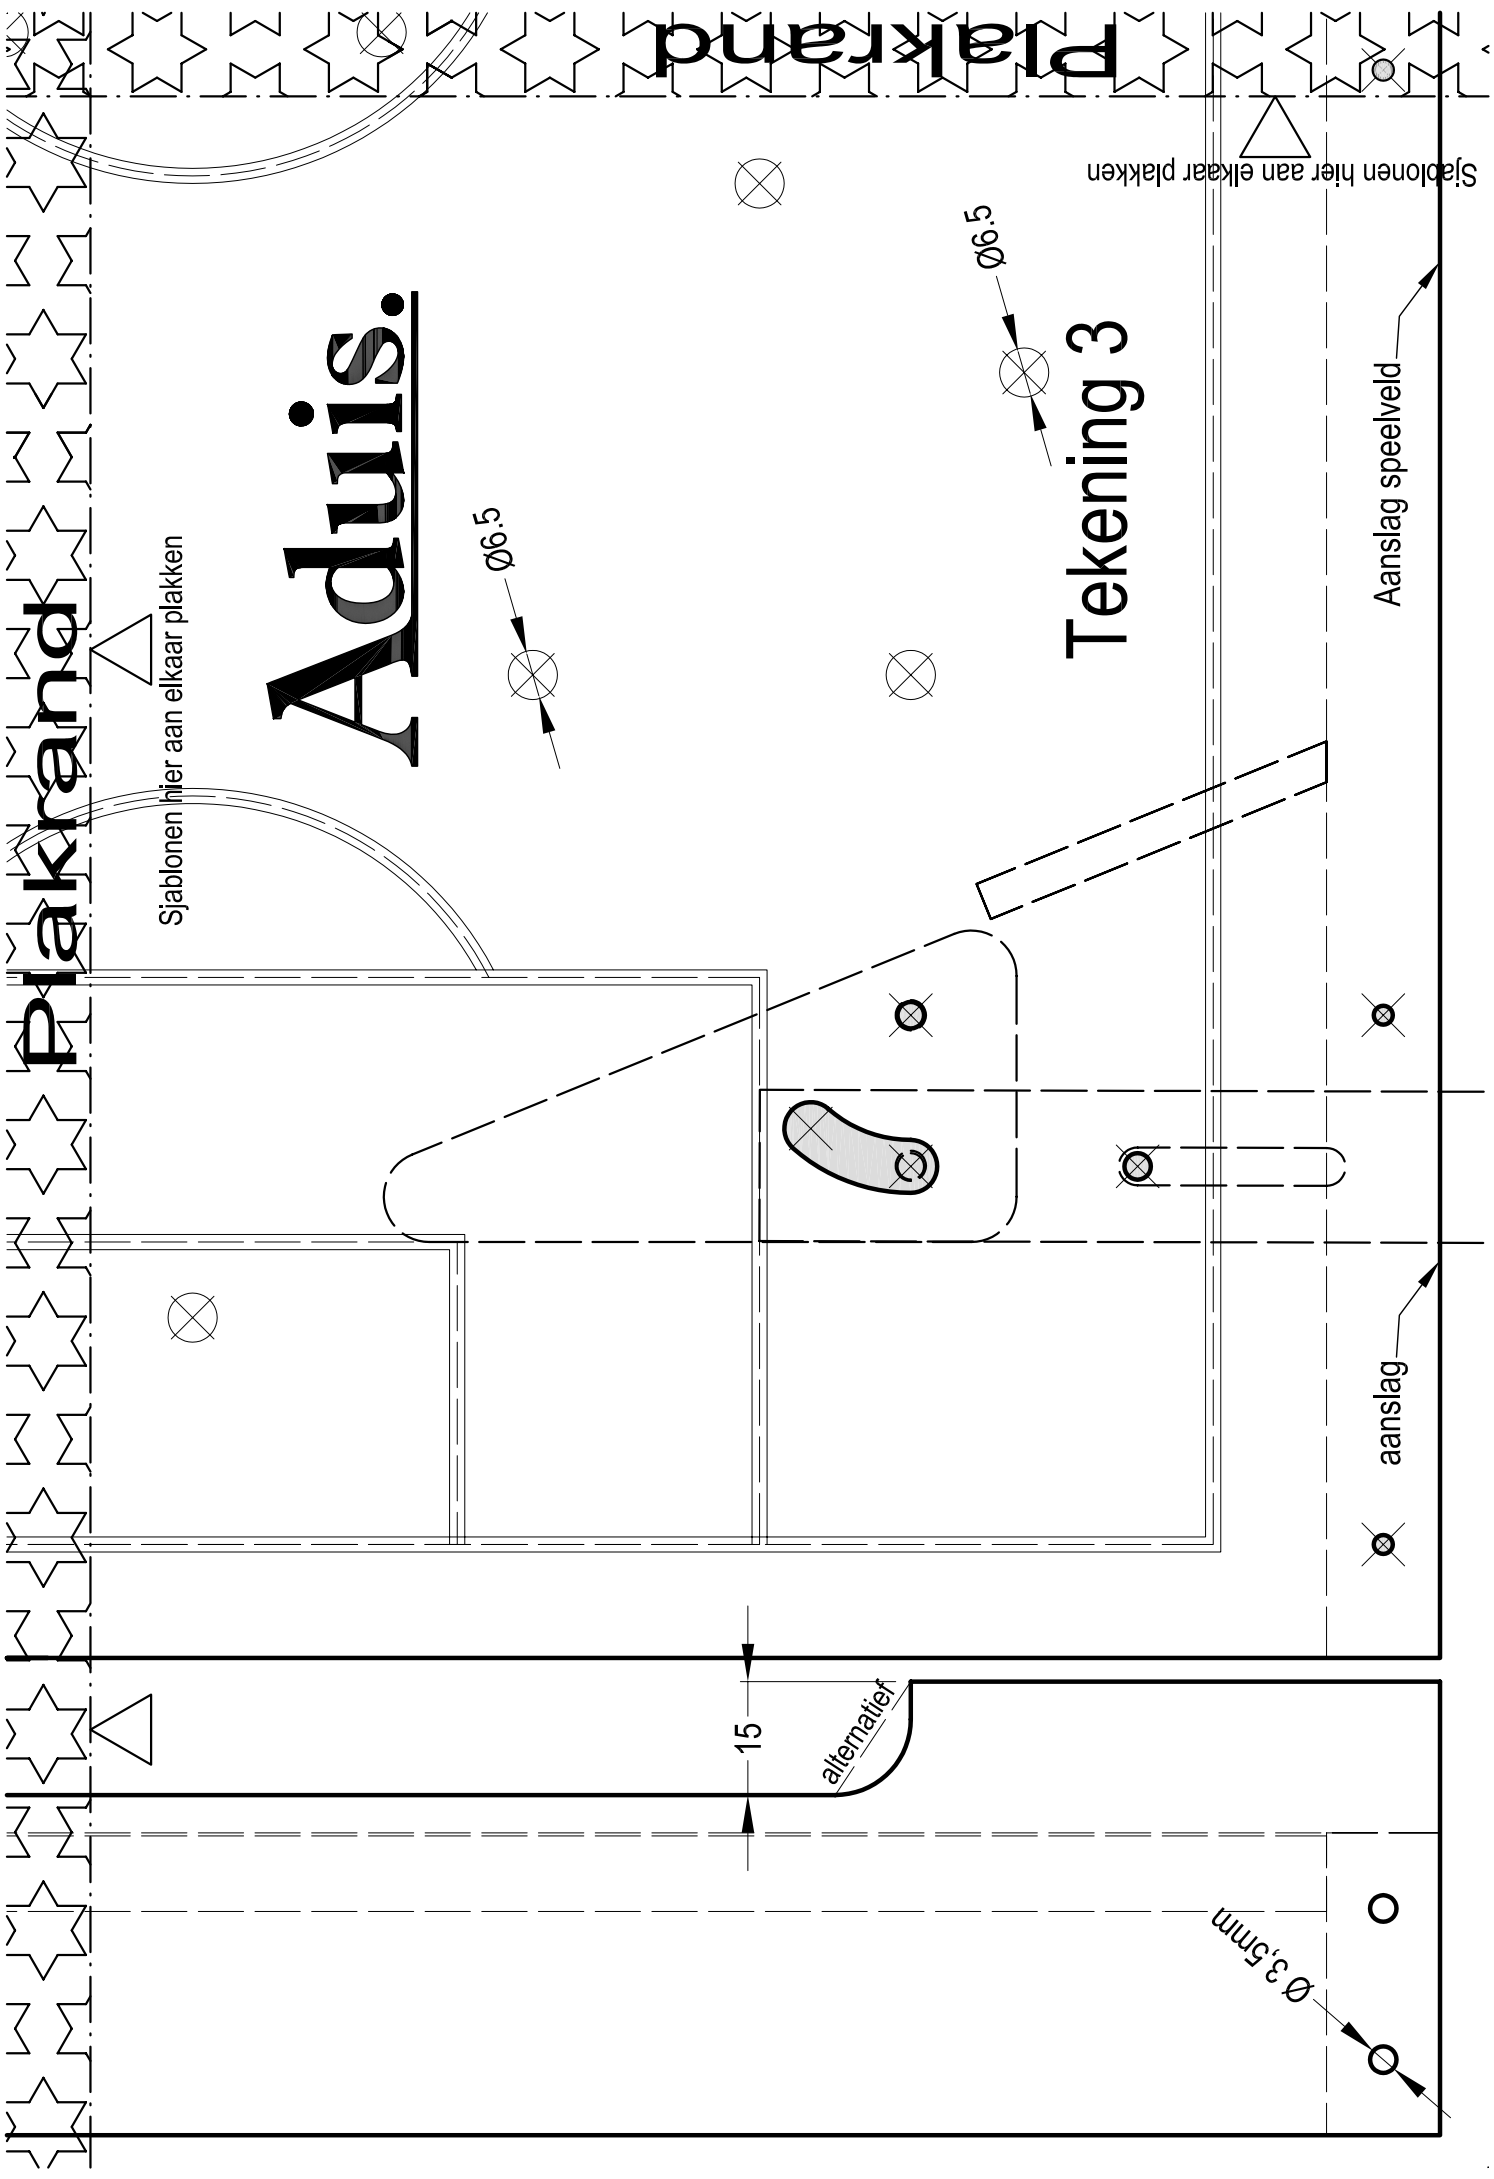 Plakrand
Sjablonen hier aan elkaar plakken
Plakrand
Sjablonen hier aan elkaar plakken
Aduis.
Ø6.5
Ø6.5
Tekening 3
Aanslag speelveld
aanslag
15
alternatief
Ø 3,5mm